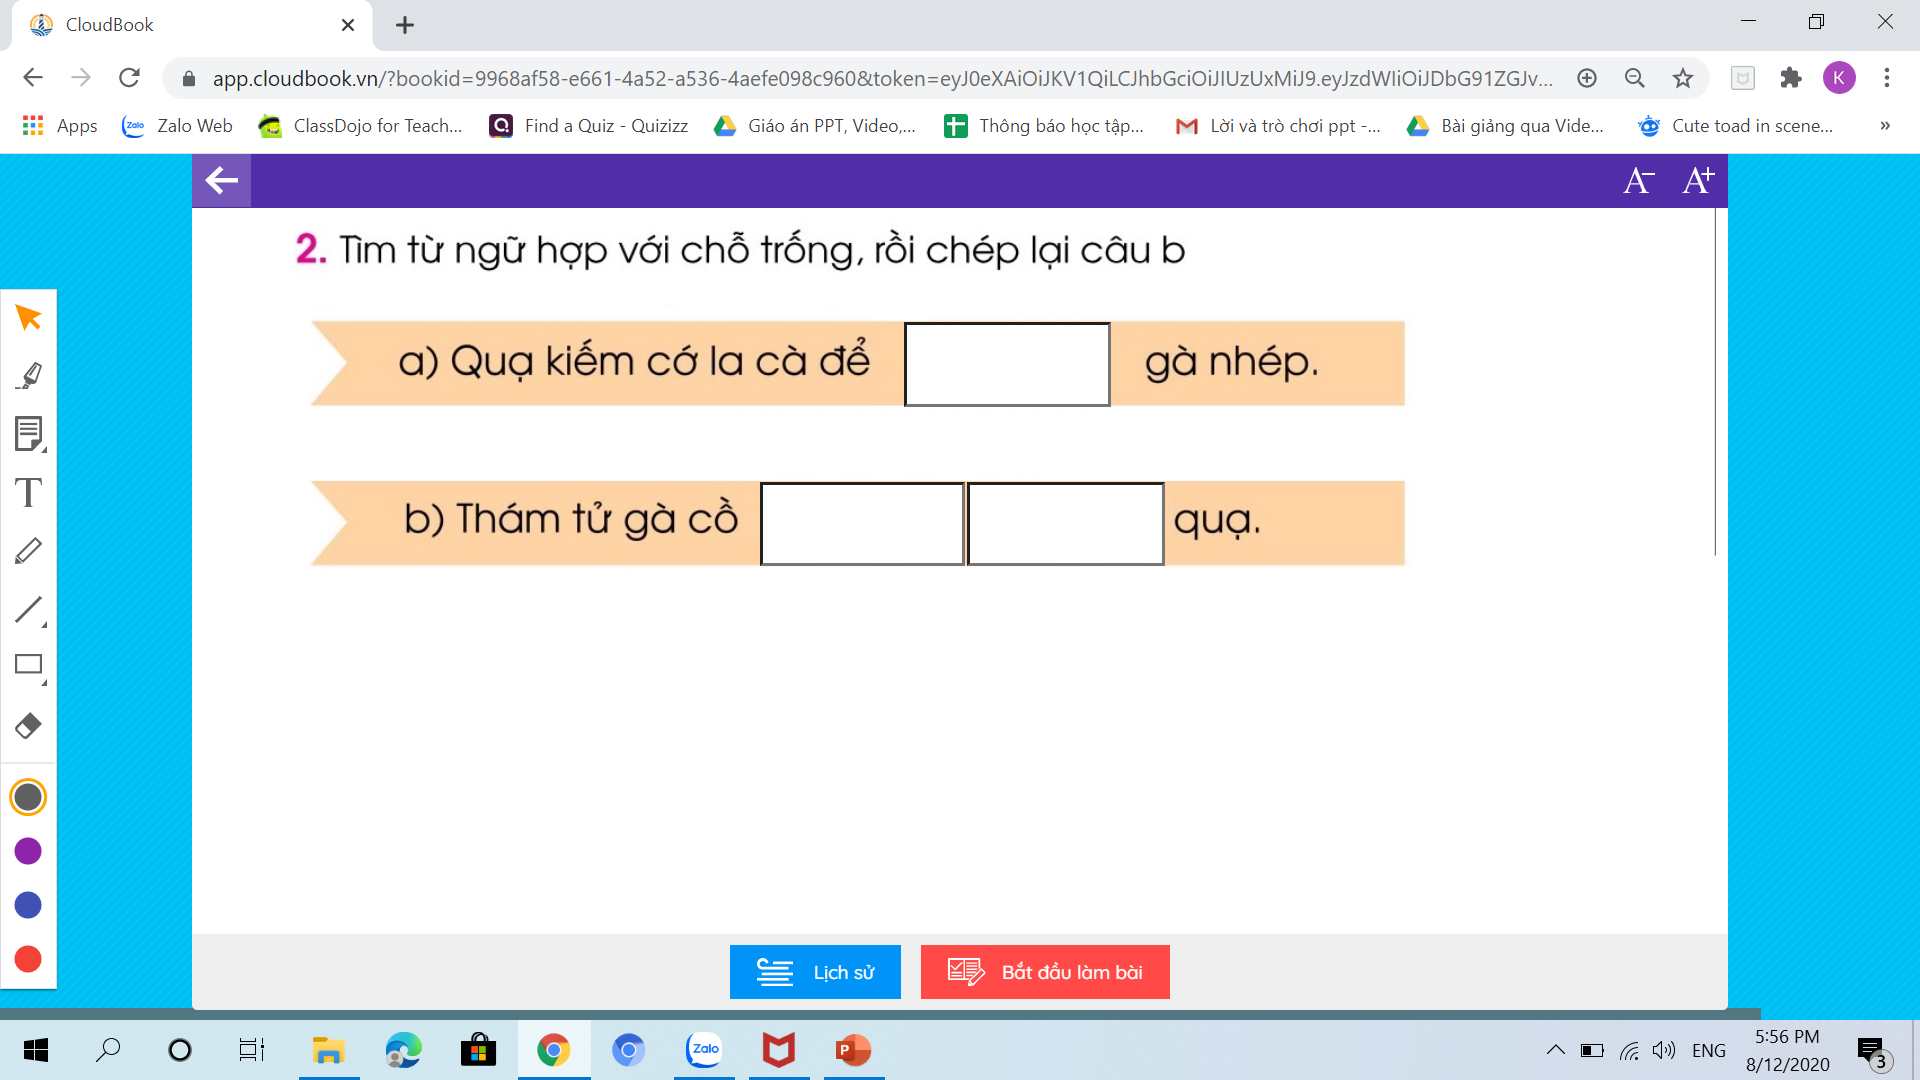 CloudBook
app.cloudbook.vn/?bookid=9968af58-e661-4a52-a536-4aefe098c960&token=eyJ0eXAiOiJKV1QiLCJhbGciOiJIUzUxMiJ9.eyJzdWIiOiJDbG91ZGJv...
K
Apps
Zalo Zalo Web
ClassDojo for Teach...
Find a Quiz - Quizizz
Giáo án PPT, Video,...
Thông báo học tập...
Lời và trò chơi ppt -...
Bài giảng qua Vide...
Cute toad in scene...
»
A- A+
2. Tìm từ ngữ hợp với chỗ trống, rồi chép lại câu b
a) Quạ kiếm cớ la cà để gà nhép.
b) Thám tử gà cồ quạ.
T
Lịch sử
Bắt đầu làm bài
Zalo
P
ENG
5:56 PM
8/12/2020
3